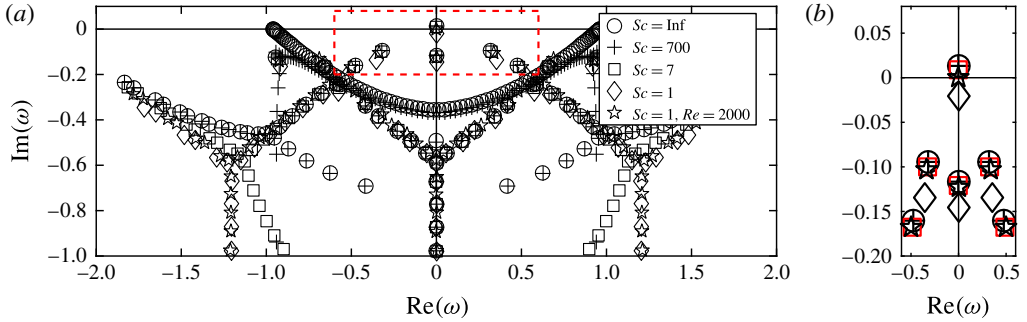 (a)
0
−0.2
−0.4
−0.6
−0.8
−1.0
Im(ω)
−2.0 −1.5 −1.0 −0.5 0 0.5 1.0 1.5 2.0
Re(ω)
Sc = Inf
Sc = 700
Sc = 7
Sc = 1
Sc = 1, Re = 2000
(b)
0.05
0
−0.05
−0.10
−0.15
−0.20
−0.5 0 0.5
Re(ω)